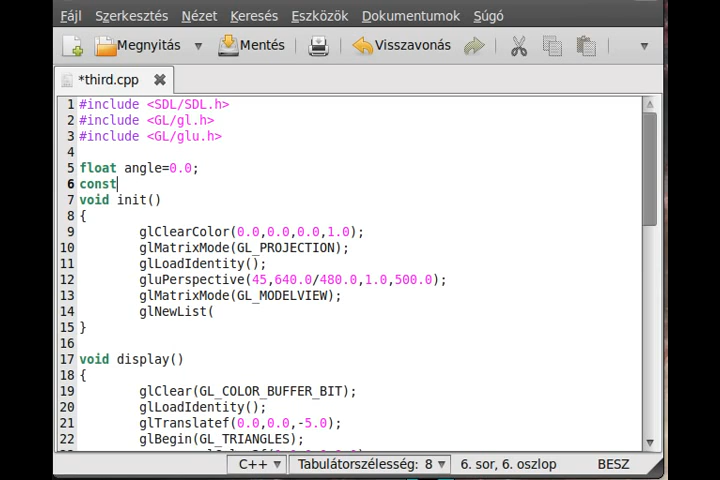 Fájl Szerkesztés Nézet Keresés Eszközök Dokumentumok Súgó
Megnyitás Mentés Visszavonás
*third.cpp
1 #include <SDL/SDL.h>
2 #include <GL/gl.h>
3 #include <GL/glu.h>
4
5 float angle=0.0;
6 const
7 void init()
8 {
9 glClearColor(0.0,0.0,0.0,1.0);
10 glMatrixMode(GL_PROJECTION);
11 glLoadIdentity();
12 gluPerspective(45,640.0/480.0,1.0,500.0);
13 glMatrixMode(GL_MODELVIEW);
14 glNewList(
15 }
16
17 void display()
18 {
19 glClear(GL_COLOR_BUFFER_BIT);
20 glLoadIdentity();
21 glTranslatef(0.0,0.0,-5.0);
22 glBegin(GL_TRIANGLES);
C++ Tabulátorszélesség: 8 6. sor, 6. oszlop BESZ